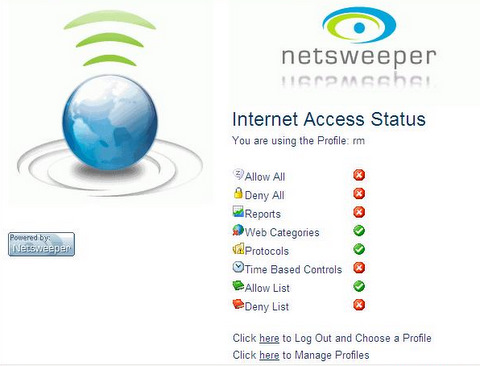 netsweeper
Internet Access Status
You are using the Profile: rm
Allow All
Deny All
Reports
Web Categories
Protocols
Time Based Controls
Allow List
Deny List
Powered by:
Netsweeper
Click here to Log Out and Choose a Profile
Click here to Manage Profiles